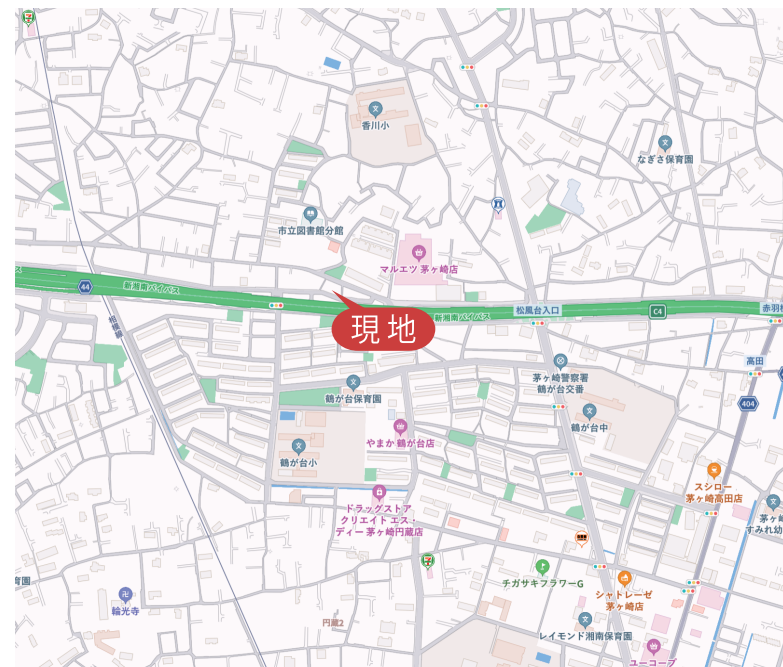 香川小
なぎさ保育園
市立図書館分館
マルエツ 茅ヶ崎店
ス
44
新湘南バイパス
相模線
現地
新湘南バイパス
松風台入口
C4
赤羽根
高田
404
茅ヶ崎警察署
鶴が台交番
鶴が台保育園
鶴が台中
やまか 鶴が台店
鶴が台小
スシロー
茅ヶ崎高田店
ドラッグストア
クリエイト エス・
ディー 茅ヶ崎円蔵店
茅ヶ崎
すみれ幼
チガサキフラワーG
シャトレーゼ
茅ヶ崎店
育園
輪光寺
円蔵2
レイモンド湘南保育園
ユーコープ